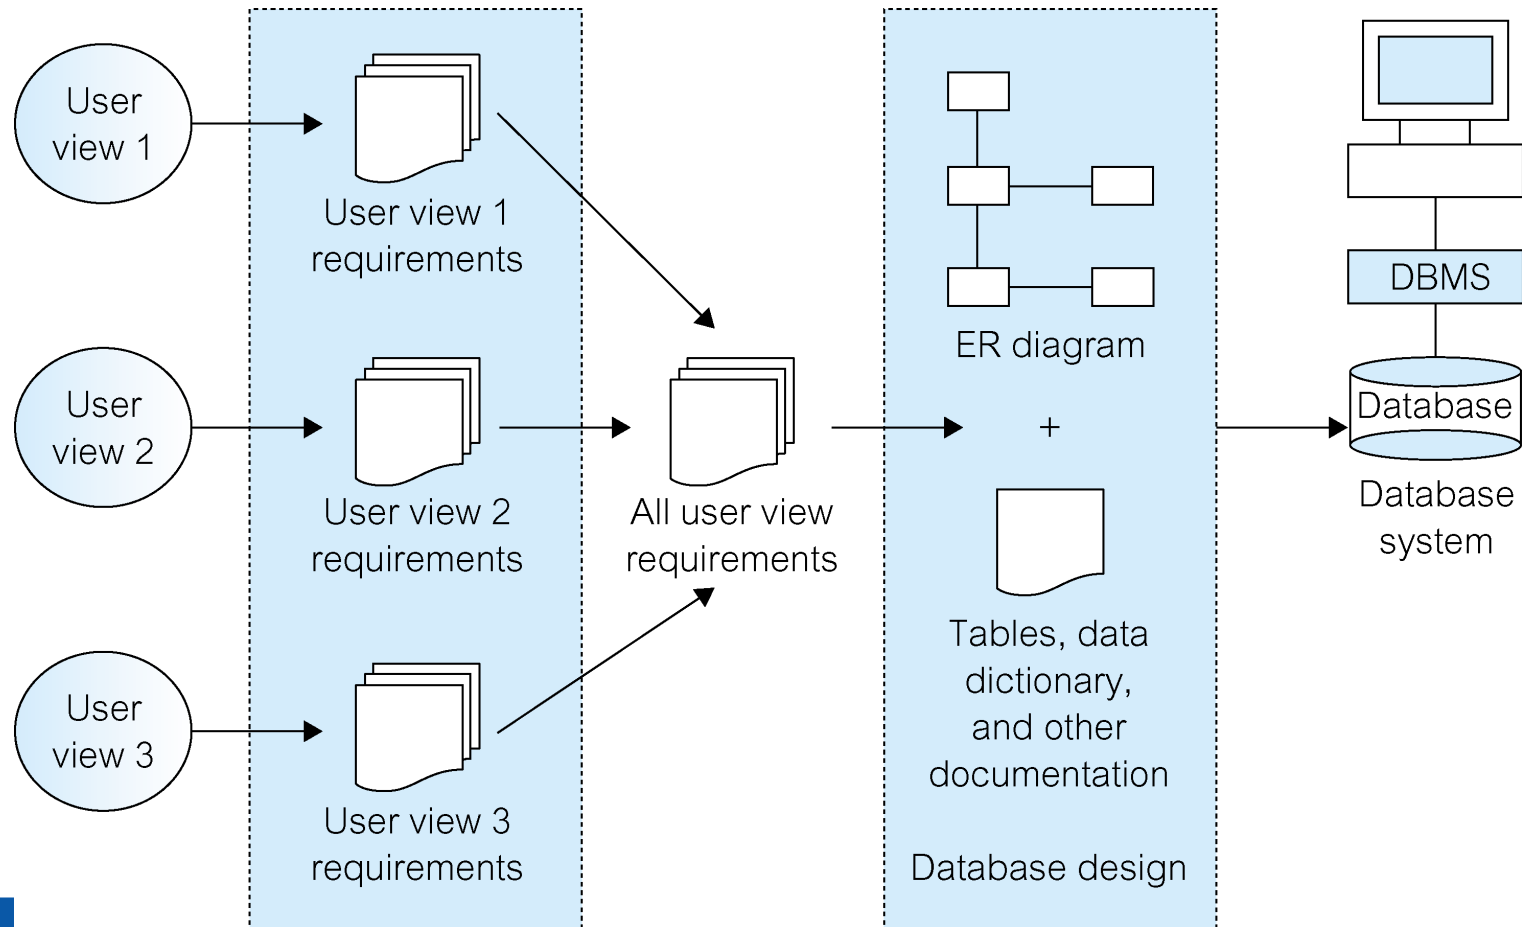 User
view 1
User view 1
requirements
User
view 2
User view 2
requirements
User
view 3
User view 3
requirements
All user view
requirements
ER diagram
+
Tables, data
dictionary,
and other
documentation
Database design
DBMS
Database
Database
system